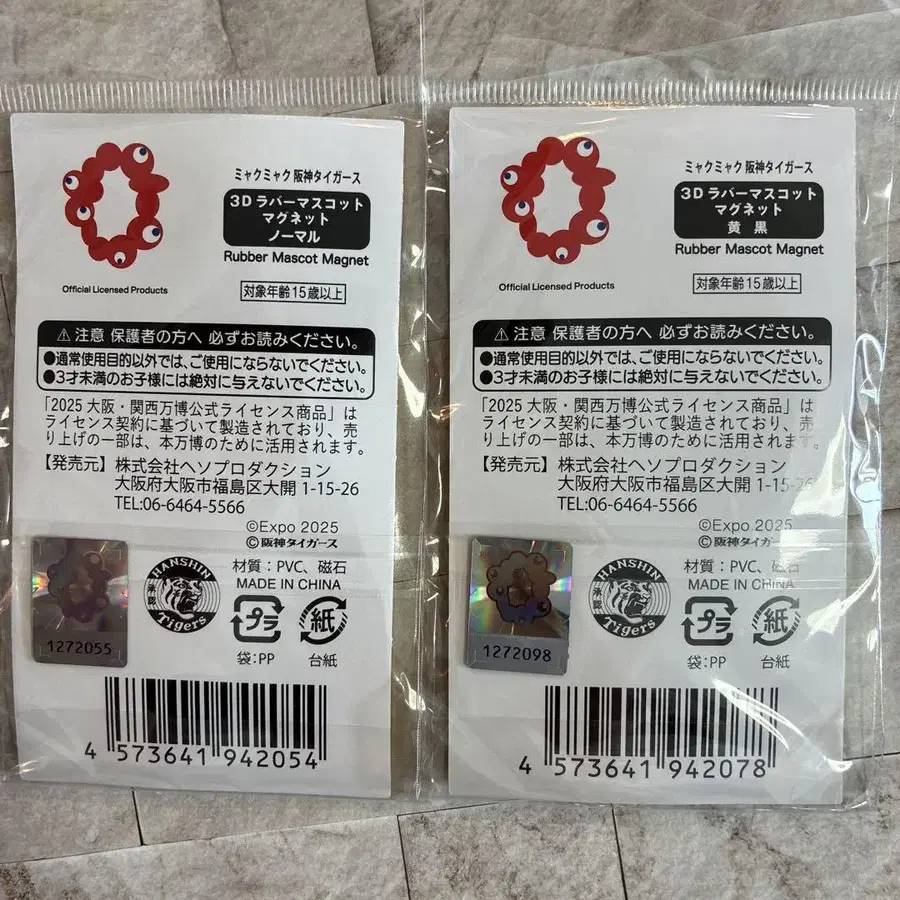 ミャクミャク 阪神タイガース
3D ラバーマスコット
マグネット
ノーマル
Rubber Mascot Magnet
Official Licensed Products
対象年齢15歳以上
⚠ 注意 保護者の方へ 必ずお読みください。
●通常使用目的以外では、ご使用にならないでください。
●3才未満のお子様には絶対に与えないでください。
「2025 大阪・関西万博公式ライセンス商品」は
ライセンス契約に基づいて製造されており、売
り上げの一部は、本万博のために活用されます。
【発売元】株式会社ヘソプロダクション
大阪府大阪市福島区大開 1-15-26
TEL:06-6464-5566
©Expo 2025
©阪神タイガース
1272055
HANSHIN
Tigers
材質：PVC、磁石
MADE IN CHINA
プラ
紙
袋:PP
台紙
4 573641 942054
ミャクミャク 阪神タイガース
3D ラバーマスコット
マグネット
黄 黒
Rubber Mascot Magnet
Official Licensed Products
対象年齢15歳以上
⚠ 注意 保護者の方へ 必ずお読みください。
●通常使用目的以外では、ご使用にならないでください。
●3才未満のお子様には絶対に与えないでください。
「2025 大阪・関西万博公式ライセンス商品」は
ライセンス契約に基づいて製造されており、売
り上げの一部は、本万博のために活用されます。
【発売元】株式会社ヘソプロダクション
大阪府大阪市福島区大開 1-15-26
TEL:06-6464-5566
©Expo 2025
©阪神タイガース
1272098
HANSHIN
承認
Tigers
材質：PVC、磁石
MADE IN CHINA
プラ
紙
袋:PP
台紙
4 573641 942078